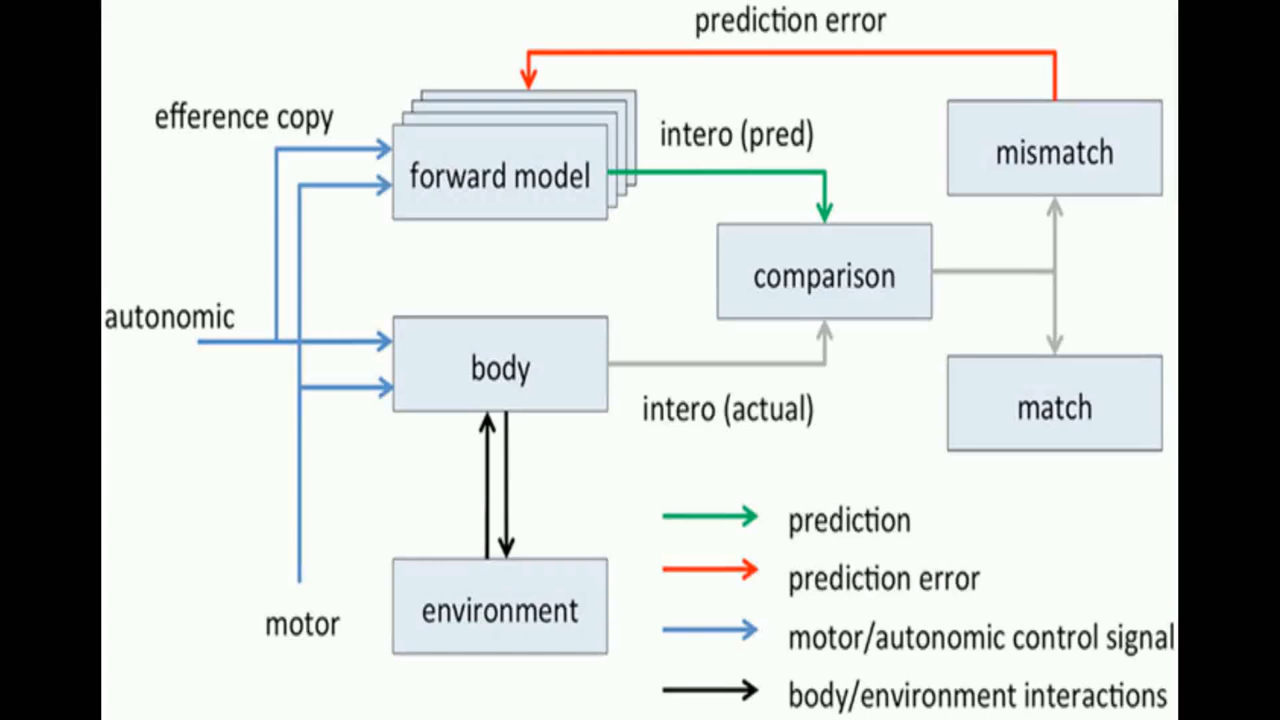 prediction error
efference copy
intero (pred)
mismatch
forward model
comparison
autonomic
body
intero (actual)
match
prediction
prediction error
environment
motor
motor/autonomic control signal
body/environment interactions